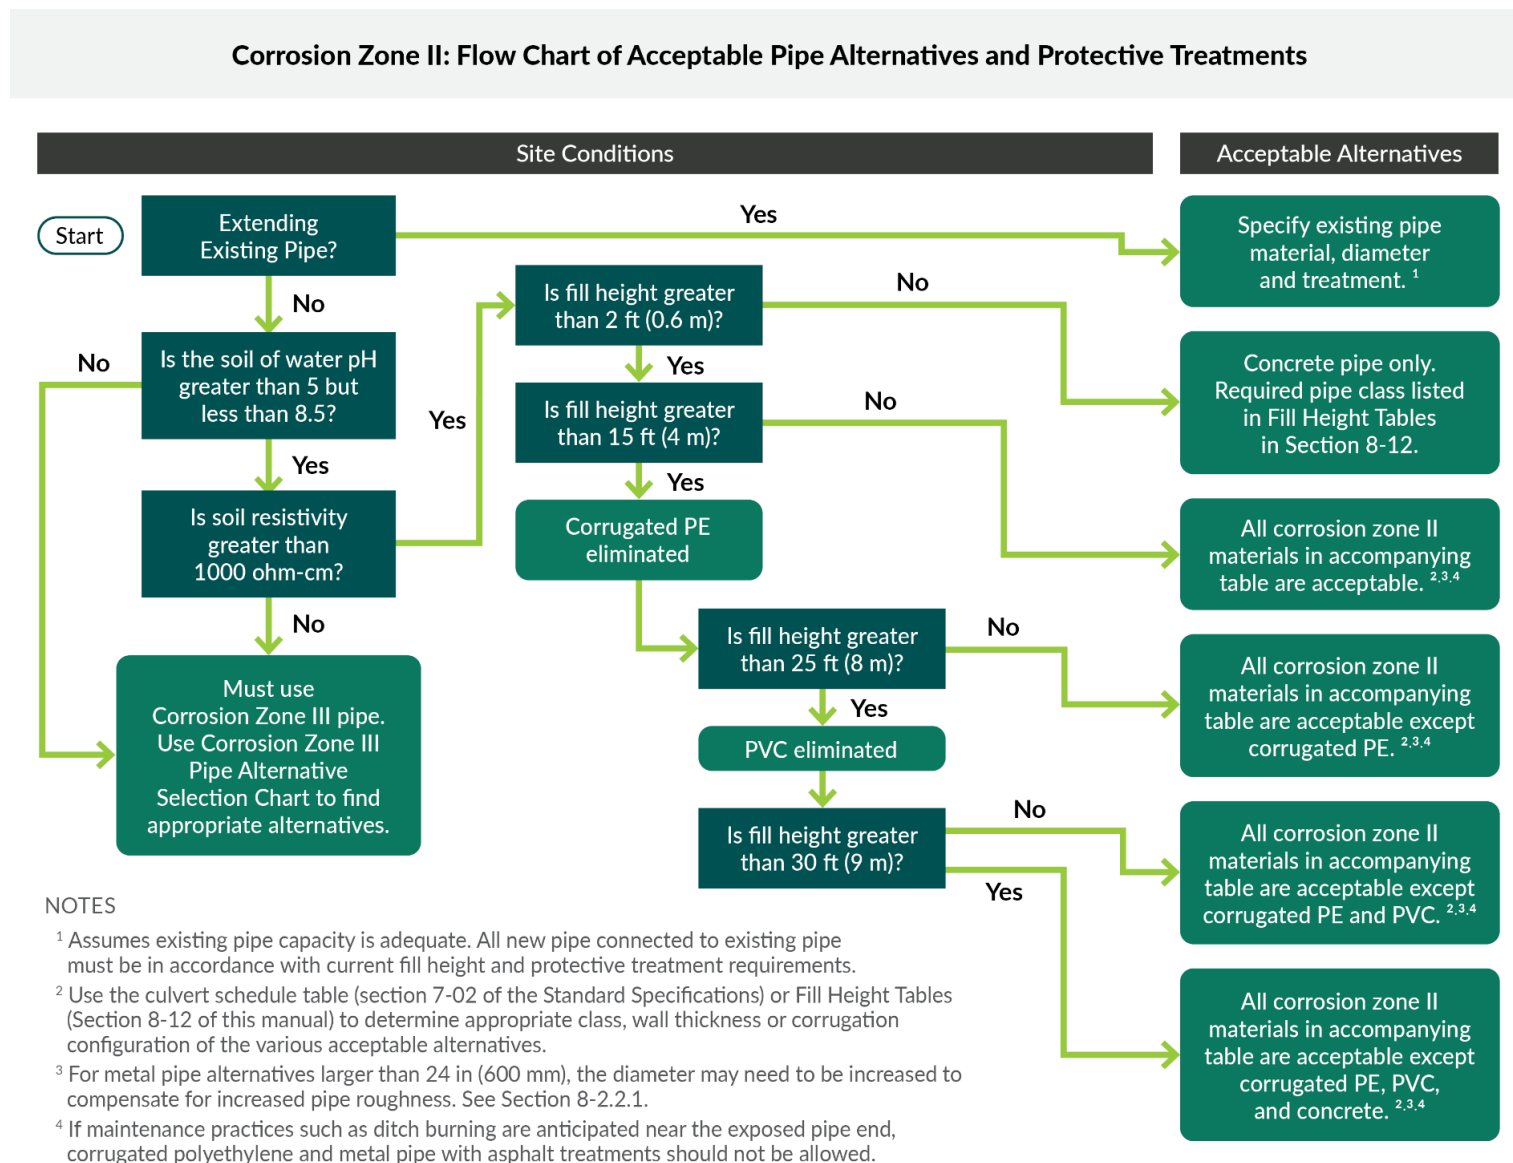 Corrosion Zone II: Flow Chart of Acceptable Pipe Alternatives and Protective Treatments
Site Conditions
Acceptable Alternatives
Start
Extending
Existing Pipe?
Yes
Specify existing pipe
material, diameter
and treatment. 1
No
Is the soil of water pH
greater than 5 but
less than 8.5?
No
Yes
Is soil resistivity
greater than
1000 ohm-cm?
Yes
No
Must use
Corrosion Zone III pipe.
Use Corrosion Zone III
Pipe Alternative
Selection Chart to find
appropriate alternatives.
Is fill height greater
than 2 ft (0.6 m)?
No
Concrete pipe only.
Required pipe class listed
in Fill Height Tables
in Section 8-12.
Yes
Is fill height greater
than 15 ft (4 m)?
No
All corrosion zone II
materials in accompanying
table are acceptable. 2,3,4
Yes
Corrugated PE
eliminated
Is fill height greater
than 25 ft (8 m)?
No
All corrosion zone II
materials in accompanying
table are acceptable except
corrugated PE. 2,3,4
Yes
PVC eliminated
Is fill height greater
than 30 ft (9 m)?
No
All corrosion zone II
materials in accompanying
table are acceptable except
corrugated PE and PVC. 2,3,4
Yes
All corrosion zone II
materials in accompanying
table are acceptable except
corrugated PE, PVC,
and concrete. 2,3,4
NOTES
1 Assumes existing pipe capacity is adequate. All new pipe connected to existing pipe
must be in accordance with current fill height and protective treatment requirements.
2 Use the culvert schedule table (section 7-02 of the Standard Specifications) or Fill Height Tables
(Section 8-12 of this manual) to determine appropriate class, wall thickness or corrugation
configuration of the various acceptable alternatives.
3 For metal pipe alternatives larger than 24 in (600 mm), the diameter may need to be increased to
compensate for increased pipe roughness. See Section 8-2.2.1.
4 If maintenance practices such as ditch burning are anticipated near the exposed pipe end,
corrugated polyethylene and metal pipe with asphalt treatments should not be allowed.